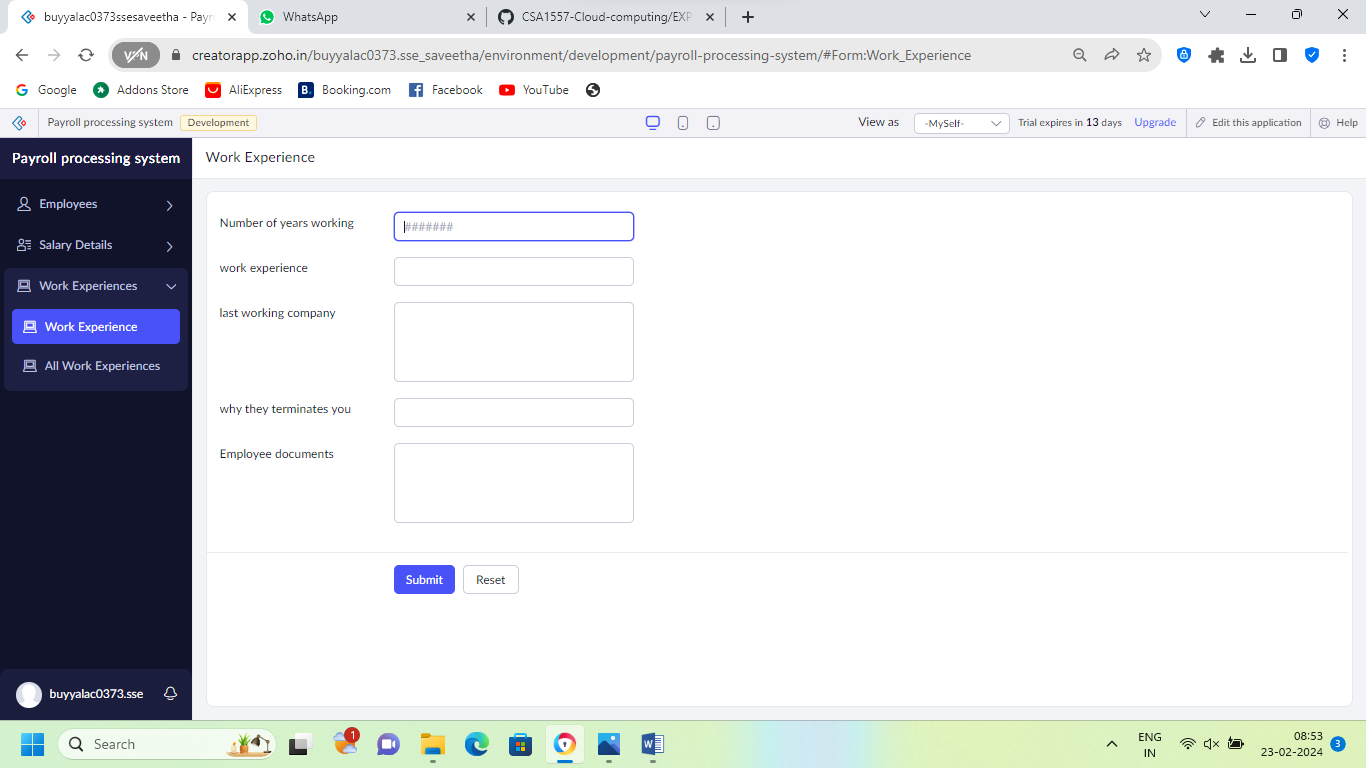 buyyalac0373ssesaveetha - Payr
WhatsApp
CSA1557-Cloud-computing/EXP
VPN
creatorapp.zoho.in/buyyalac0373.sse_saveetha/environment/development/payroll-processing-system/#Form:Work_Experience
Google
Addons Store
AliExpress
B.
Booking.com
Facebook
YouTube
Payroll processing system
Development
View as
-MySelf-
Trial expires in 13 days
Upgrade
Edit this application
Help
Payroll processing system
Work Experience
Employees
Salary Details
Work Experiences
Work Experience
All Work Experiences
Number of years working
#######
work experience
last working company
why they terminates you
Employee documents
Submit
Reset
buyyalac0373.sse
Search
1
ENG
IN
08:53
23-02-2024
3